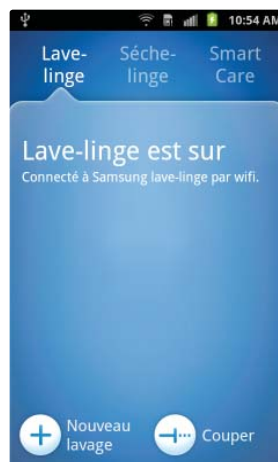 10:54 AM
Lave-
linge
Séche-
linge
Smart
Care
Lave-linge est sur
Connecté à Samsung lave-linge par wifi.
Nouveau
lavage
Couper